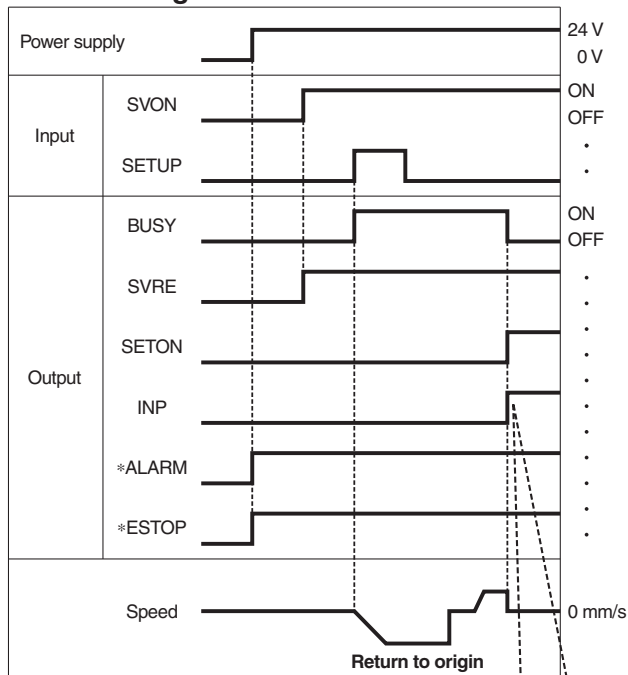 Power supply
24 V
0 V
Input
SVON
ON
OFF
SETUP
Output
BUSY
ON
OFF
SVRE
SETON
INP
*ALARM
*ESTOP
Speed
0 mm/s
Return to origin